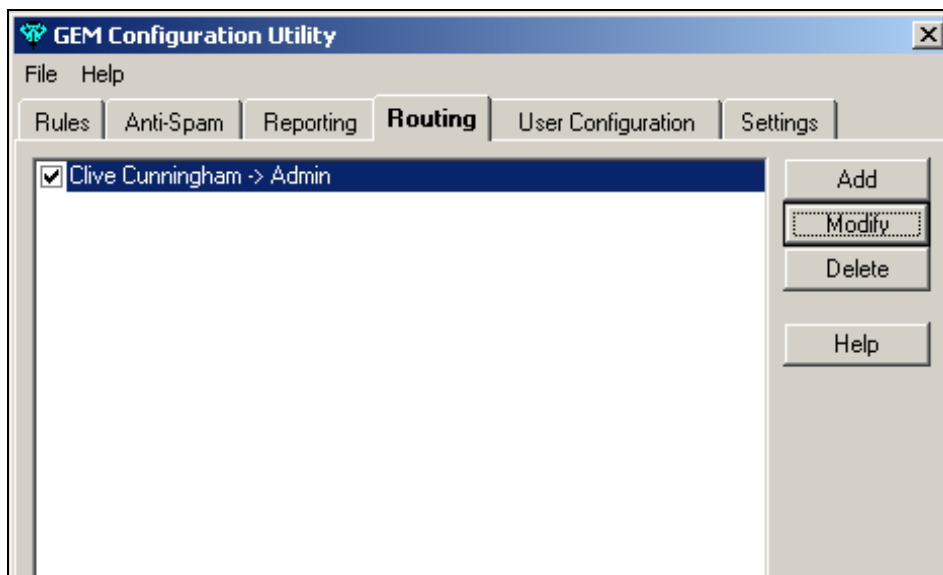 GEM Configuration Utility
File Help
Rules Anti-Spam Reporting Routing User Configuration Settings
Clive Cunningham -> Admin
Add
Modify
Delete
Help